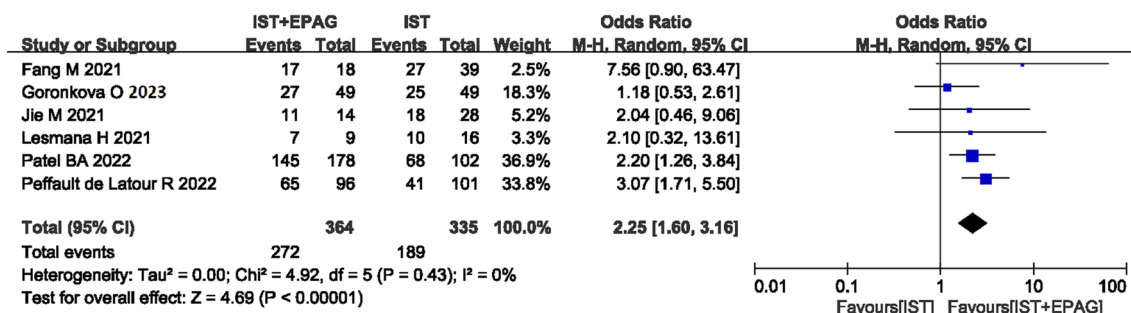 IST+EPAG IST Odds Ratio Odds Ratio
Study or Subgroup Events Total Events Total Weight M-H, Random, 95% CI M-H, Random, 95% CI
Fang M 2021 17 18 27 39 2.5% 7.56 [0.90, 63.47]
Goronkova O 2023 27 49 25 49 18.3% 1.18 [0.53, 2.61]
Jie M 2021 11 14 18 28 5.2% 2.04 [0.46, 9.06]
Lesmana H 2021 7 9 10 16 3.3% 2.10 [0.32, 13.61]
Patel BA 2022 145 178 68 102 36.9% 2.20 [1.26, 3.84]
Peffault de Latour R 2022 65 96 41 101 33.8% 3.07 [1.71, 5.50]
Total (95% CI) 364 335 100.0% 2.25 [1.60, 3.16]
Total events 272 189
Heterogeneity: Tau² = 0.00; Chi² = 4.92, df = 5 (P = 0.43); I² = 0%
Test for overall effect: Z = 4.69 (P < 0.00001)
0.01 0.1 1 10 100
Favours[IST] Favours[IST+EPAG]